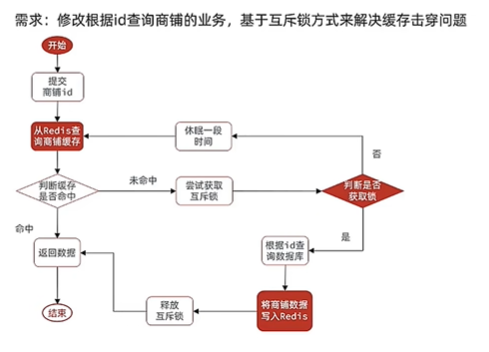 需求：修改根据id查询商铺的业务，基于互斥锁方式来解决缓存击穿问题
开始
提交
商铺id
从Redis查
询商铺缓存
休眠一段
时间
否
判断缓存
是否命中
未命中
尝试获取
互斥锁
判断是否
获取锁
命中
是
返回数据
根据id查
询数据库
结束
释放
互斥锁
将商铺数据
写入Redis